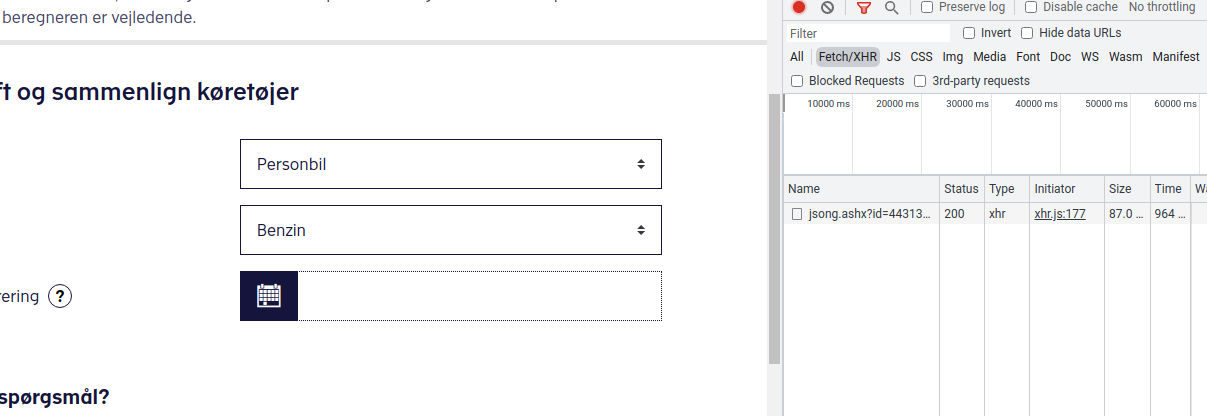 beregneren er vejledende.
ft og sammenlign køretøjer
Personbil
Benzin
ering ?
spørgsmål?
Preserve log Disable cache No throttling
Filter Invert Hide data URLs
All Fetch/XHR JS CSS Img Media Font Doc WS Wasm Manifest
Blocked Requests 3rd-party requests
10000 ms 20000 ms 30000 ms 40000 ms 50000 ms 60000 ms
Name Status Type Initiator Size Time Wa
jsong.ashx?id=44313... 200 xhr xhr.js:177 87.0 ... 964 ...